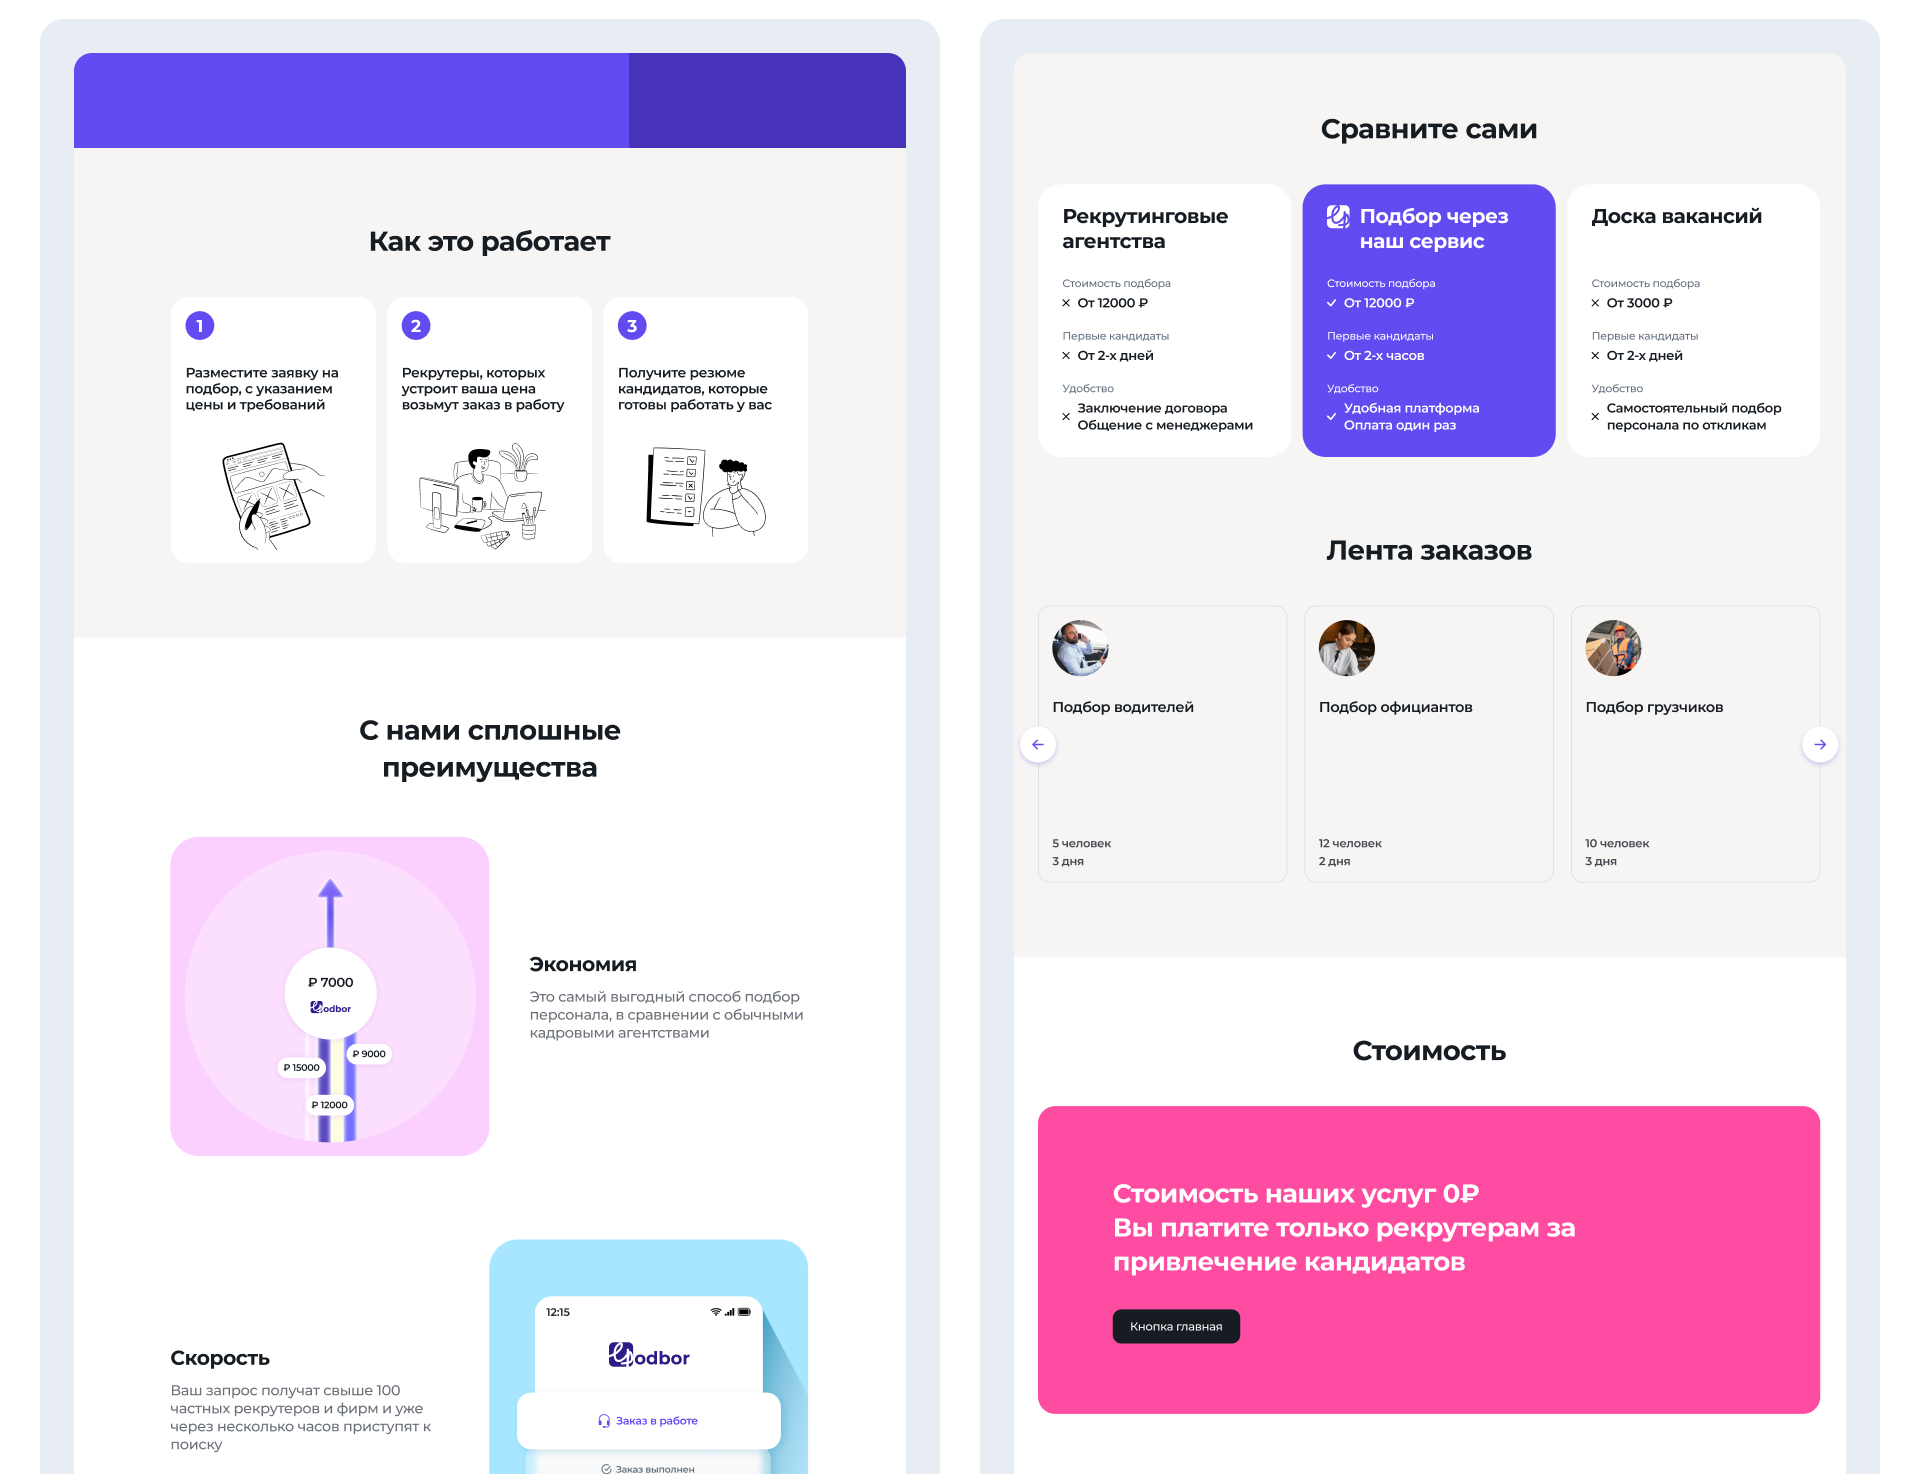 Как это работает
1
Разместите заявку на
подбор, с указанием
цены и требований
2
Рекрутеры, которых
устроит ваша цена
возьмут заказ в работу
3
Получите резюме
кандидатов, которые
готовы работать у вас
С нами сплошные
преимущества
₽ 7000
podbor
₽ 9000
₽ 15000
₽ 12000
Экономия
Это самый выгодный способ подбор
персонала, в сравнении с обычными
кадровыми агентствами
Скорость
Ваш запрос получат свыше 100
частных рекрутеров и фирм и уже
через несколько часов приступят к
поиску
12:15
podbor
Заказ в работе
Заказ выполнен
Сравните сами
Рекрутинговые
агентства
Стоимость подбора
От 12000 ₽
Первые кандидаты
От 2-х дней
Удобство
Заключение договора
Общение с менеджерами
Подбор через
наш сервис
Стоимость подбора
От 12000 ₽
Первые кандидаты
От 2-х часов
Удобство
Удобная платформа
Оплата один раз
Доска вакансий
Стоимость подбора
От 3000 ₽
Первые кандидаты
От 2-х дней
Удобство
Самостоятельный подбор
персонала по откликам
Лента заказов
Подбор водителей
5 человек
3 дня
Подбор официантов
12 человек
2 дня
Подбор грузчиков
10 человек
3 дня
Стоимость
Стоимость наших услуг 0₽
Вы платите только рекрутерам за
привлечение кандидатов
Кнопка главная